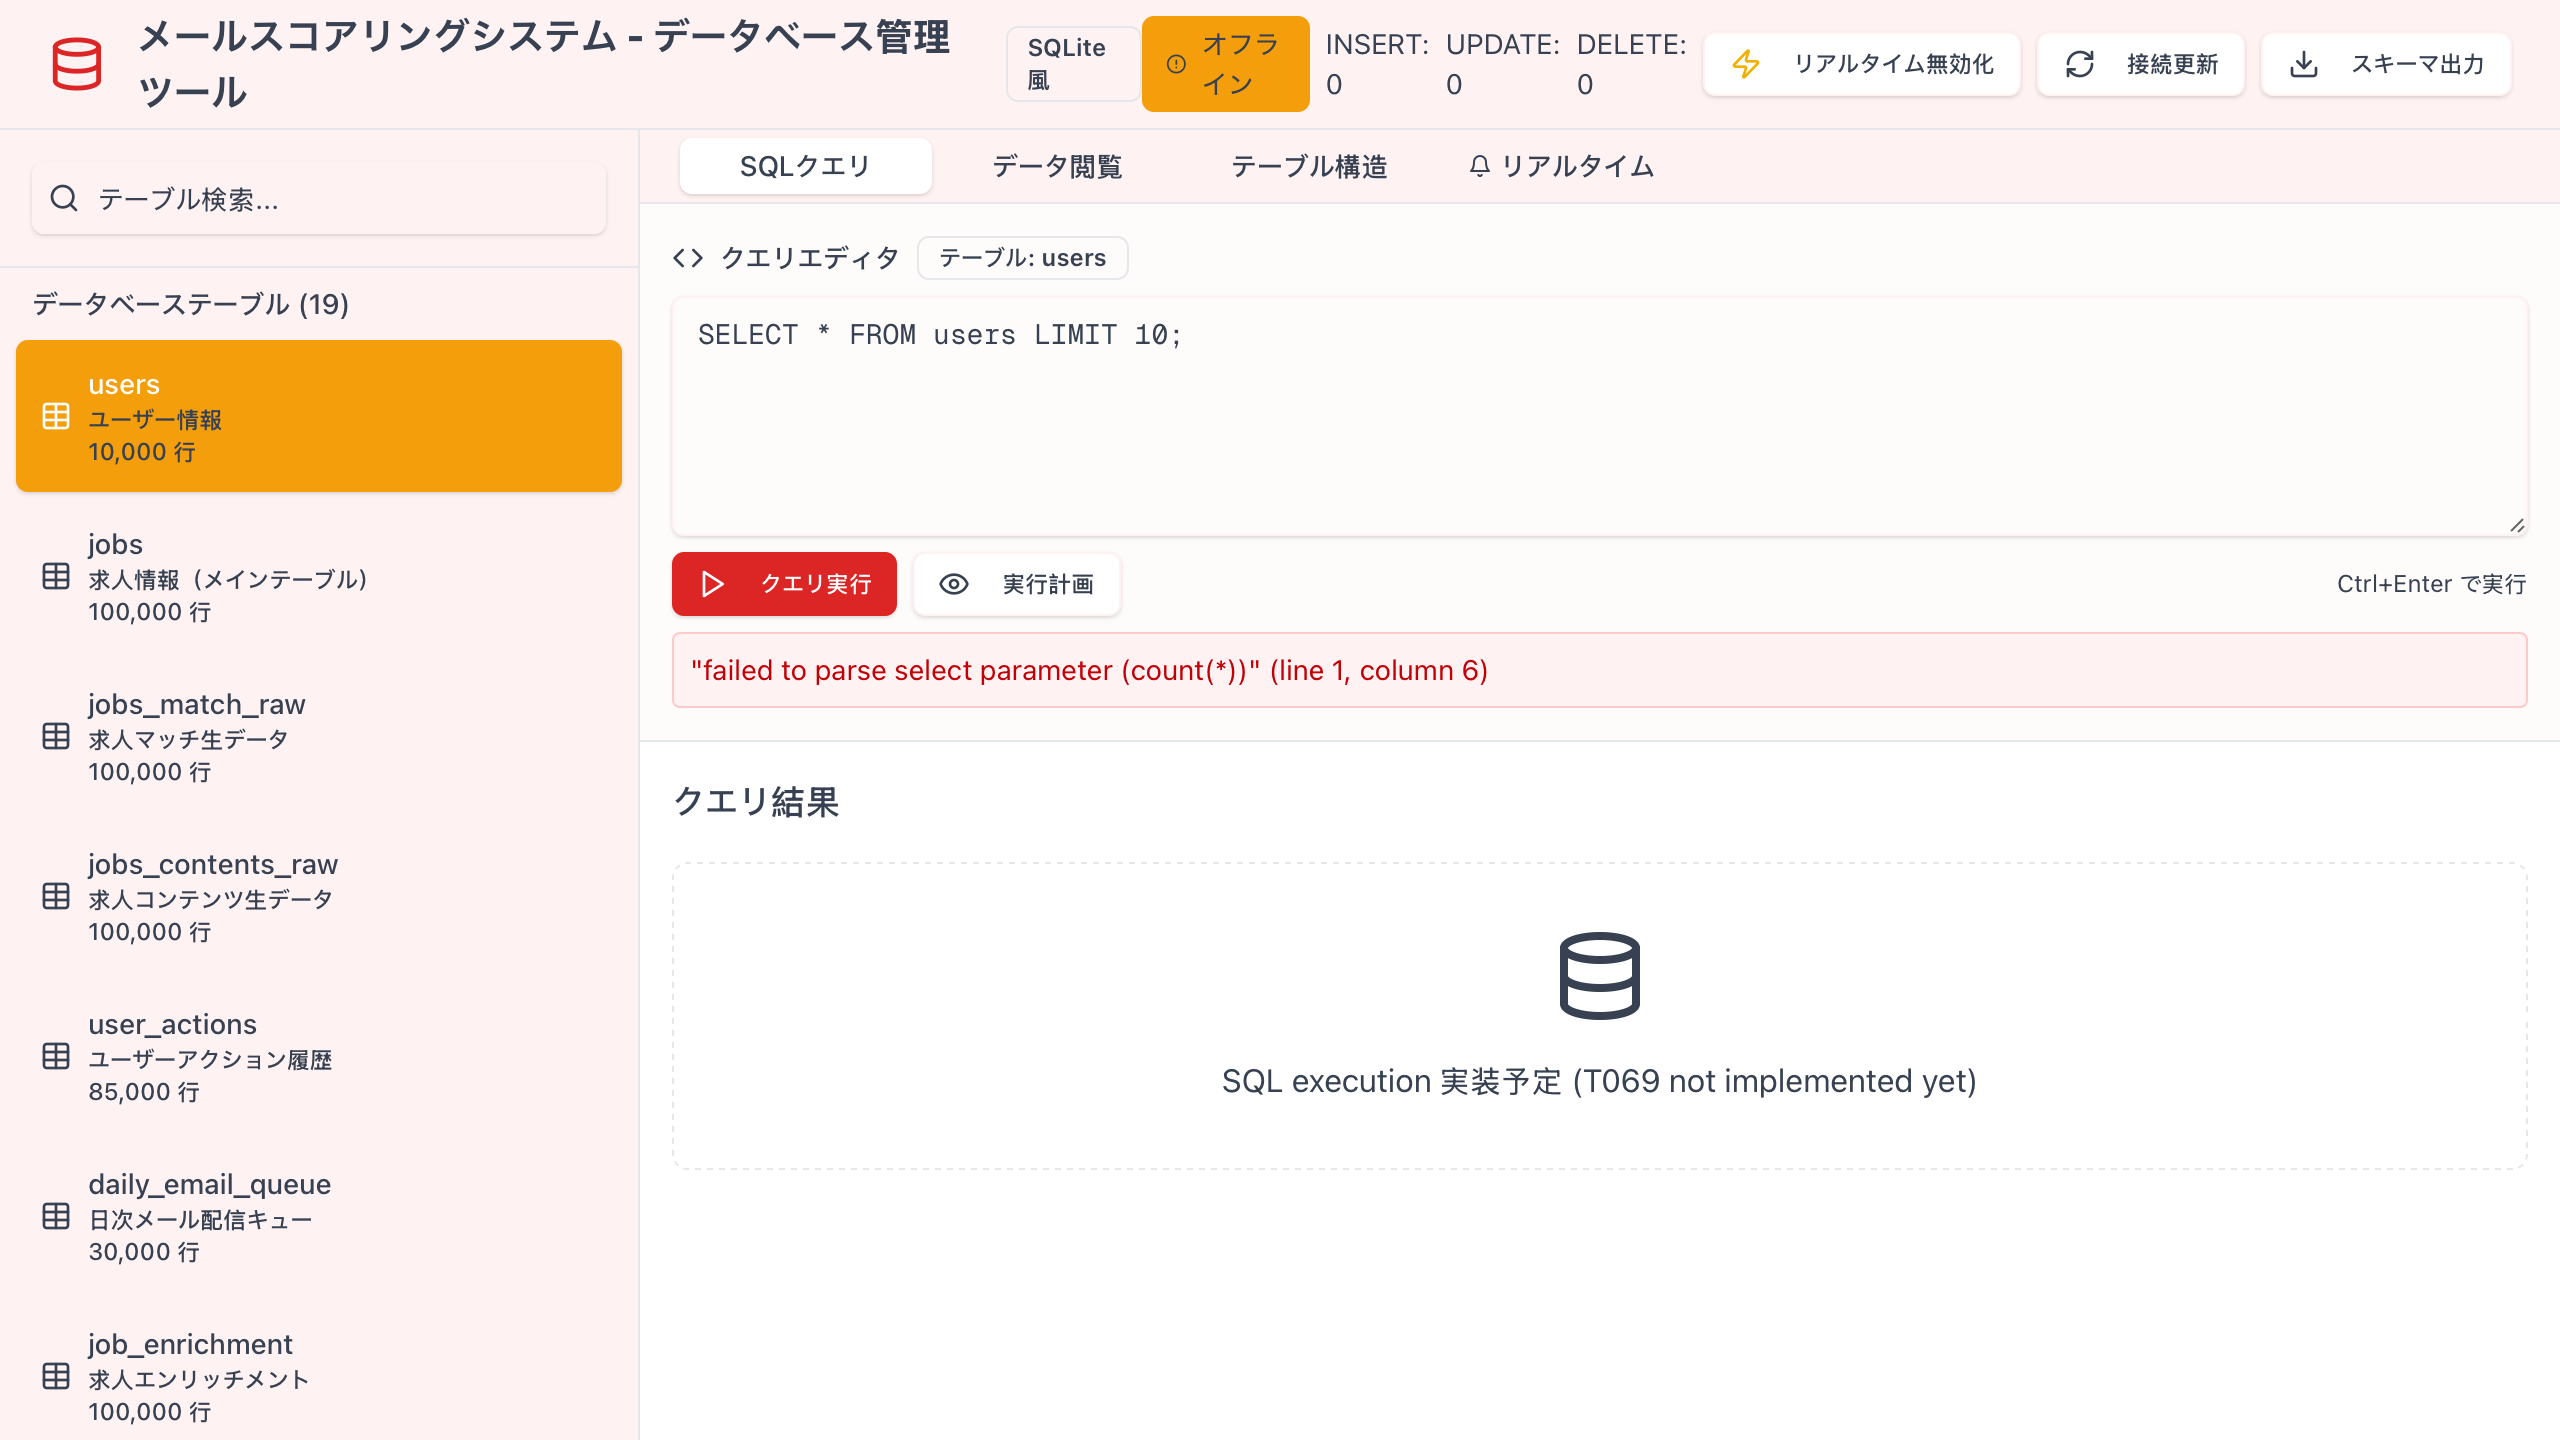 メールスコアリングシステム - データベース管理
ツール
SQLite
風
オフラ
イン
INSERT:
0
UPDATE:
0
DELETE:
0
リアルタイム無効化
接続更新
スキーマ出力
テーブル検索...
データベーステーブル (19)
users
ユーザー情報
10,000 行
jobs
求人情報（メインテーブル）
100,000 行
jobs_match_raw
求人マッチ生データ
100,000 行
jobs_contents_raw
求人コンテンツ生データ
100,000 行
user_actions
ユーザーアクション履歴
85,000 行
daily_email_queue
日次メール配信キュー
30,000 行
job_enrichment
求人エンリッチメント
100,000 行
SQLクエリ
データ閲覧
テーブル構造
リアルタイム
クエリエディタ
テーブル: users
SELECT * FROM users LIMIT 10;
クエリ実行
実行計画
Ctrl+Enter で実行
"failed to parse select parameter (count(*))" (line 1, column 6)
クエリ結果
SQL execution 実装予定 (T069 not implemented yet)